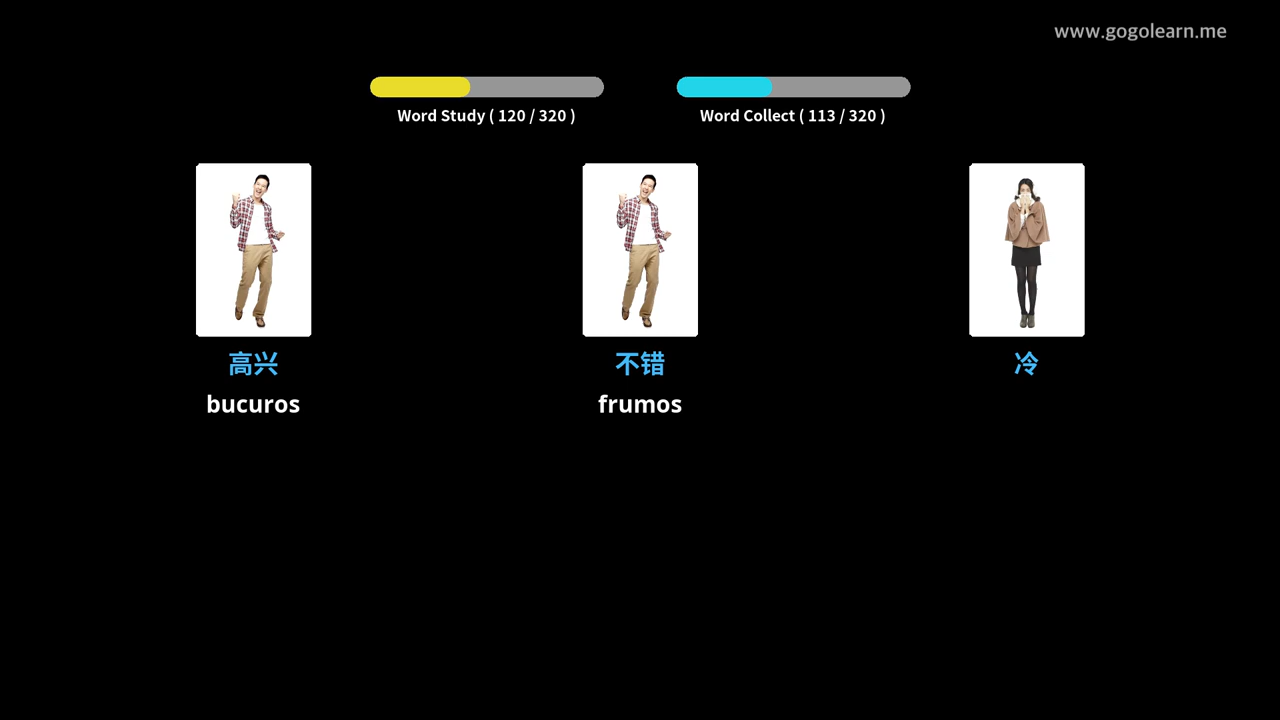 www.gogolearn.me
Word Study ( 120 / 320 )
Word Collect ( 113 / 320 )
高兴
不错
冷
bucuros
frumos